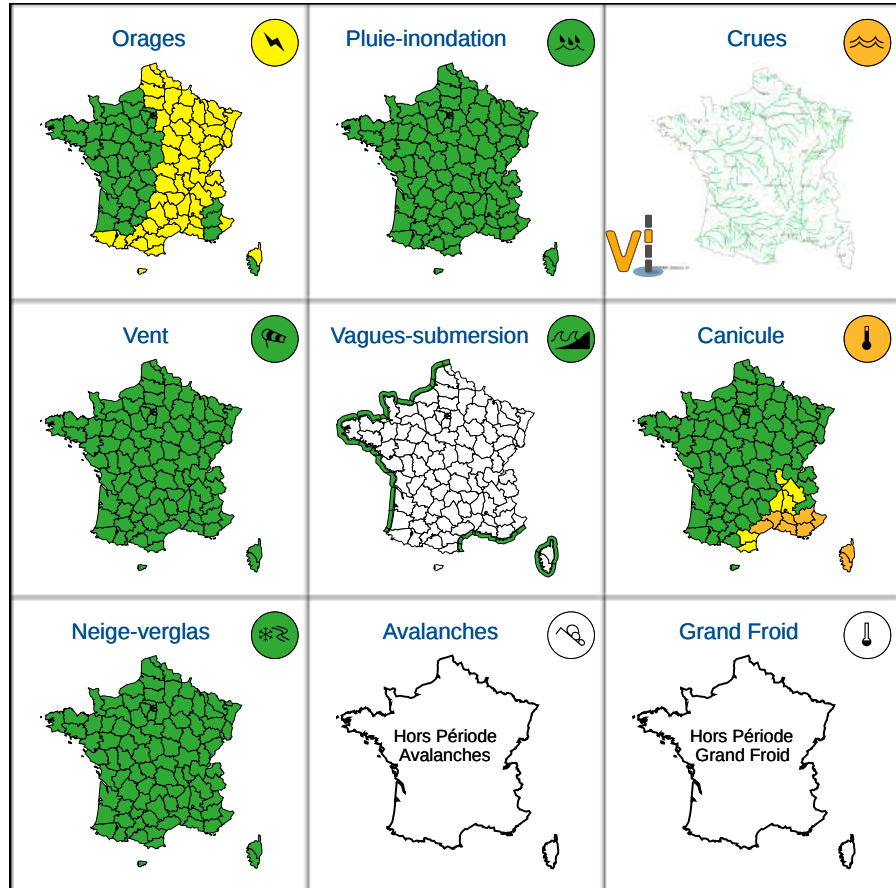 Orages
Pluie-inondation
Crues
Vi
Vent
Vagues-submersion
Canicule
Neige-verglas
Avalanches
Grand Froid
Hors Période
Avalanches
Hors Période
Grand Froid